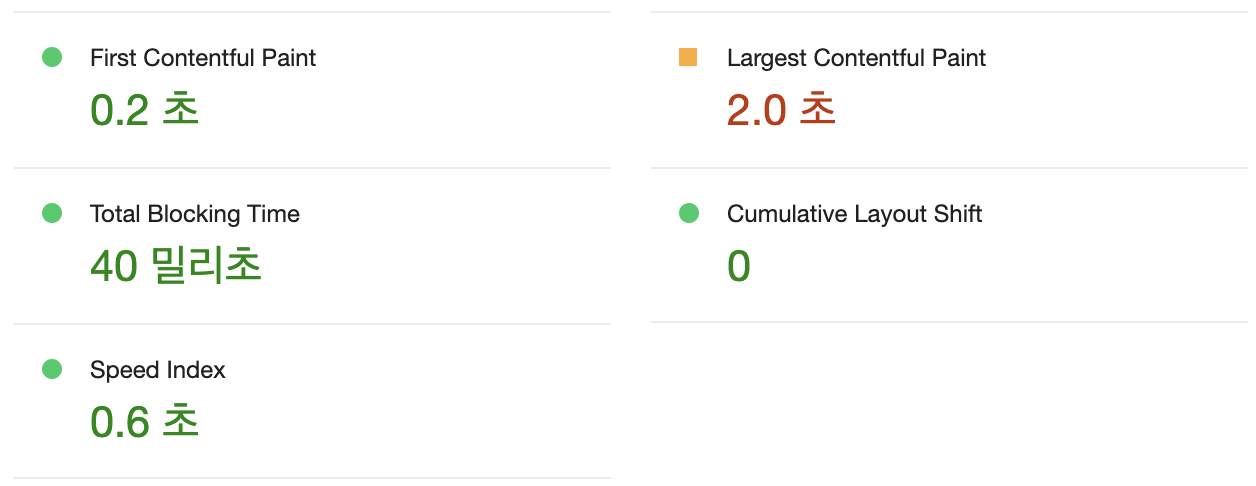 First Contentful Paint
0.2 초
Largest Contentful Paint
2.0 초
Total Blocking Time
40 밀리초
Cumulative Layout Shift
0
Speed Index
0.6 초